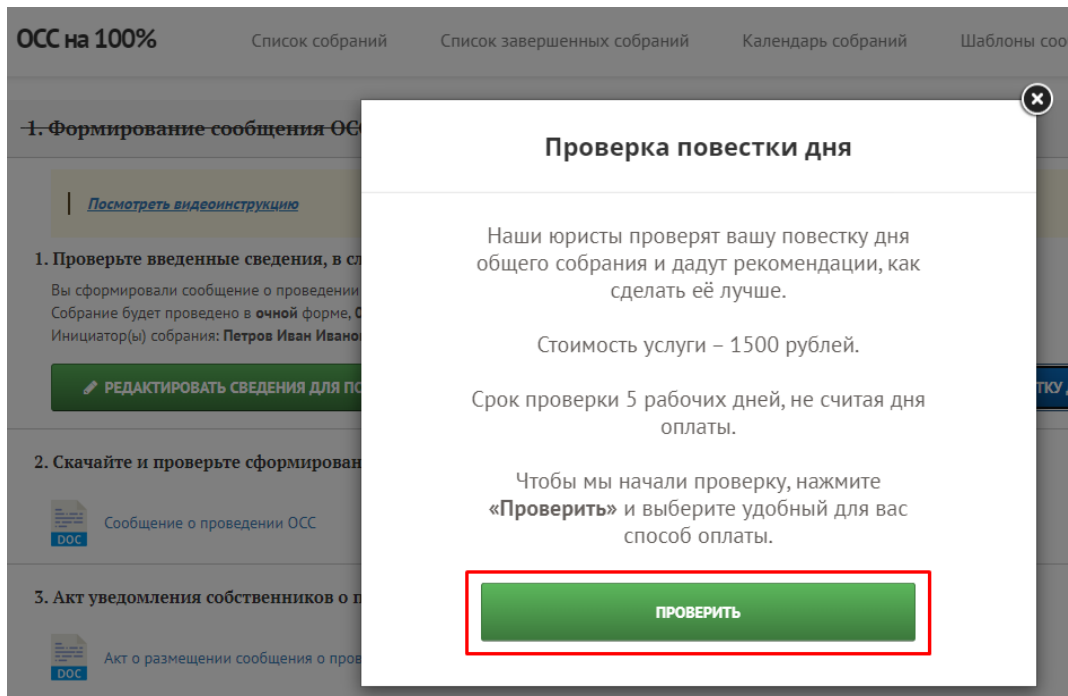 ОСС на 100%
Список собраний
Список завершенных собраний
Календарь собраний
Шаблоны
1. Формирование сообщения
Посмотреть видеоинструкцию
1. Проверьте введенные сведения, в
Вы сформировали сообщение о проведении
Собрание будет проведено в очной форме,
Инициатор(ы) собрания: Петров Иван
РЕДАКТИРОВАТЬ СВЕДЕНИЯ ДЛЯ
2. Скачайте и проверьте
DOC
Сообщение о проведении ОСС
3. Акт уведомления собственников о
DOC
Акт о размещении сообщения о
Проверка повестки дня
Наши юристы проверят вашу повестку дня
общего собрания и дадут рекомендации, как
сделать её лучше.
Стоимость услуги – 1500 рублей.
Срок проверки 5 рабочих дней, не считая дня
оплаты.
Чтобы мы начали проверку, нажмите
«Проверить» и выберите удобный для вас
способ оплаты.
ПРОВЕРИТЬ